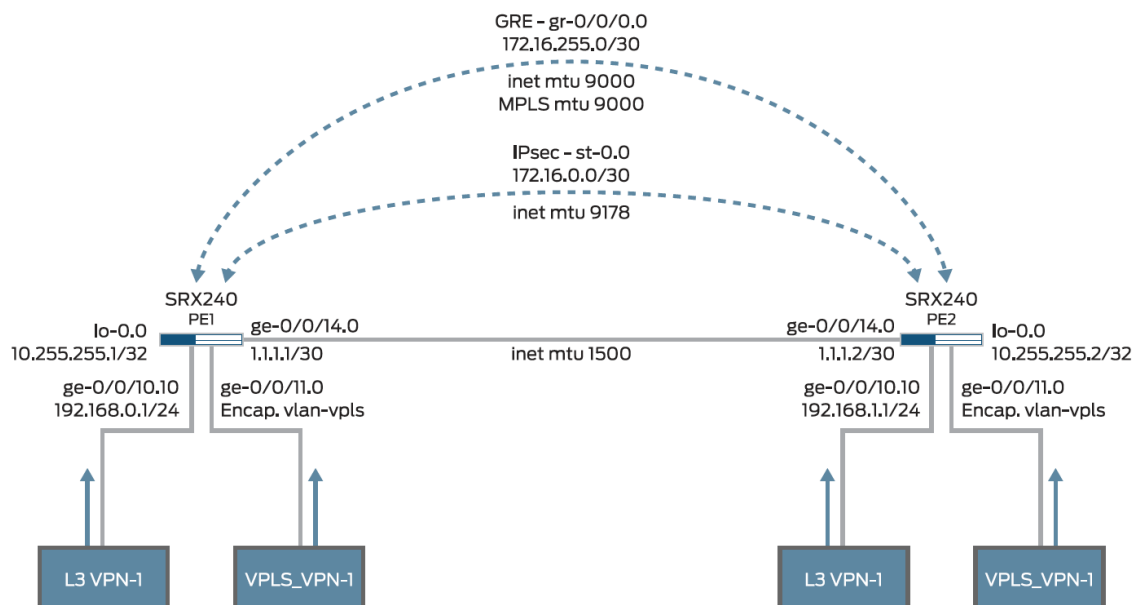 GRE - gr-0/0/0.0
172.16.255.0/30
inet mtu 9000
MPLS mtu 9000
IPsec - st-0.0
172.16.0.0/30
inet mtu 9178
SRX240
PE1
lo-0.0
10.255.255.1/32
ge-0/0/14.0
1.1.1.1/30
inet mtu 1500
ge-0/0/14.0
1.1.1.2/30
SRX240
PE2
lo-0.0
10.255.255.2/32
ge-0/0/10.10
192.168.0.1/24
ge-0/0/11.0
Encap. vlan-vpls
ge-0/0/10.10
192.168.1.1/24
ge-0/0/11.0
Encap. vlan-vpls
L3 VPN-1
VPLS_VPN-1
L3 VPN-1
VPLS_VPN-1